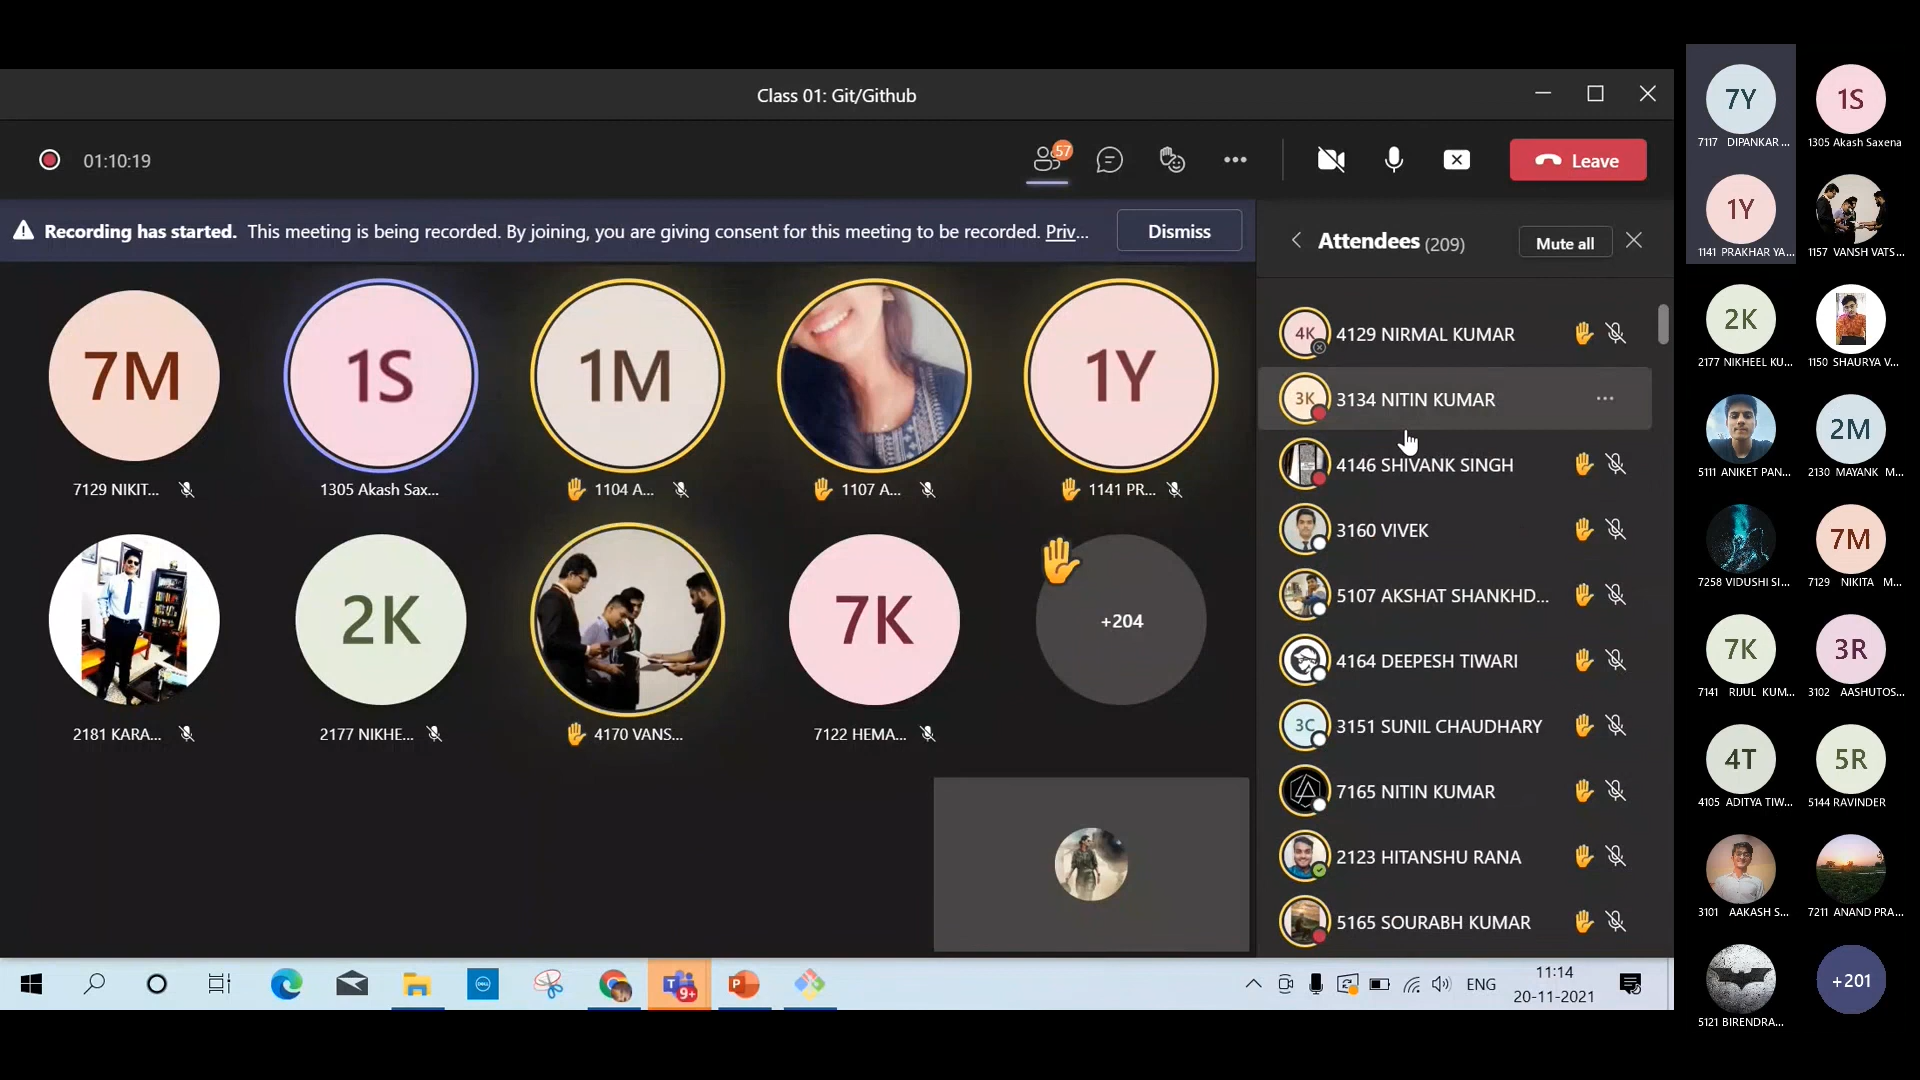 Class 01: Git/Github
01:10:19
57
Leave
Recording has started. This meeting is being recorded. By joining, you are giving consent for this meeting to be recorded. Priv...
Dismiss
7M
1S
1M
1Y
7129 NIKIT...
1305 Akash Sax...
1104 A...
1107 A...
1141 PR...
2K
7K
+204
2181 KARA...
2177 NIKHE...
4170 VANS...
7122 HEMA...
Attendees (209)
Mute all
4K
4129 NIRMAL KUMAR
3K
3134 NITIN KUMAR
4146 SHIVANK SINGH
3160 VIVEK
5107 AKSHAT SHANKHD...
4164 DEEPESH TIWARI
3C
3151 SUNIL CHAUDHARY
7165 NITIN KUMAR
2123 HITANSHU RANA
5165 SOURABH KUMAR
DELL
9+
ENG
11:14
20-11-2021
7Y
1S
7117 DIPANKAR ...
1305 Akash Saxena
1Y
1141 PRAKHAR YA...
1157 VANSH VATS...
2K
2177 NIKHEEL KU...
1150 SHAURYA V...
2M
5111 ANIKET PAN...
2130 MAYANK M...
7M
7258 VIDUSHI SI...
7129 NIKITA M...
7K
3R
7141 RIJUL KUM...
3102 AASHUTOS...
4T
5R
4105 ADITYA TIW...
5144 RAVINDER
3101 AAKASH S...
7211 ANAND PRA...
+201
5121 BIRENDRA...